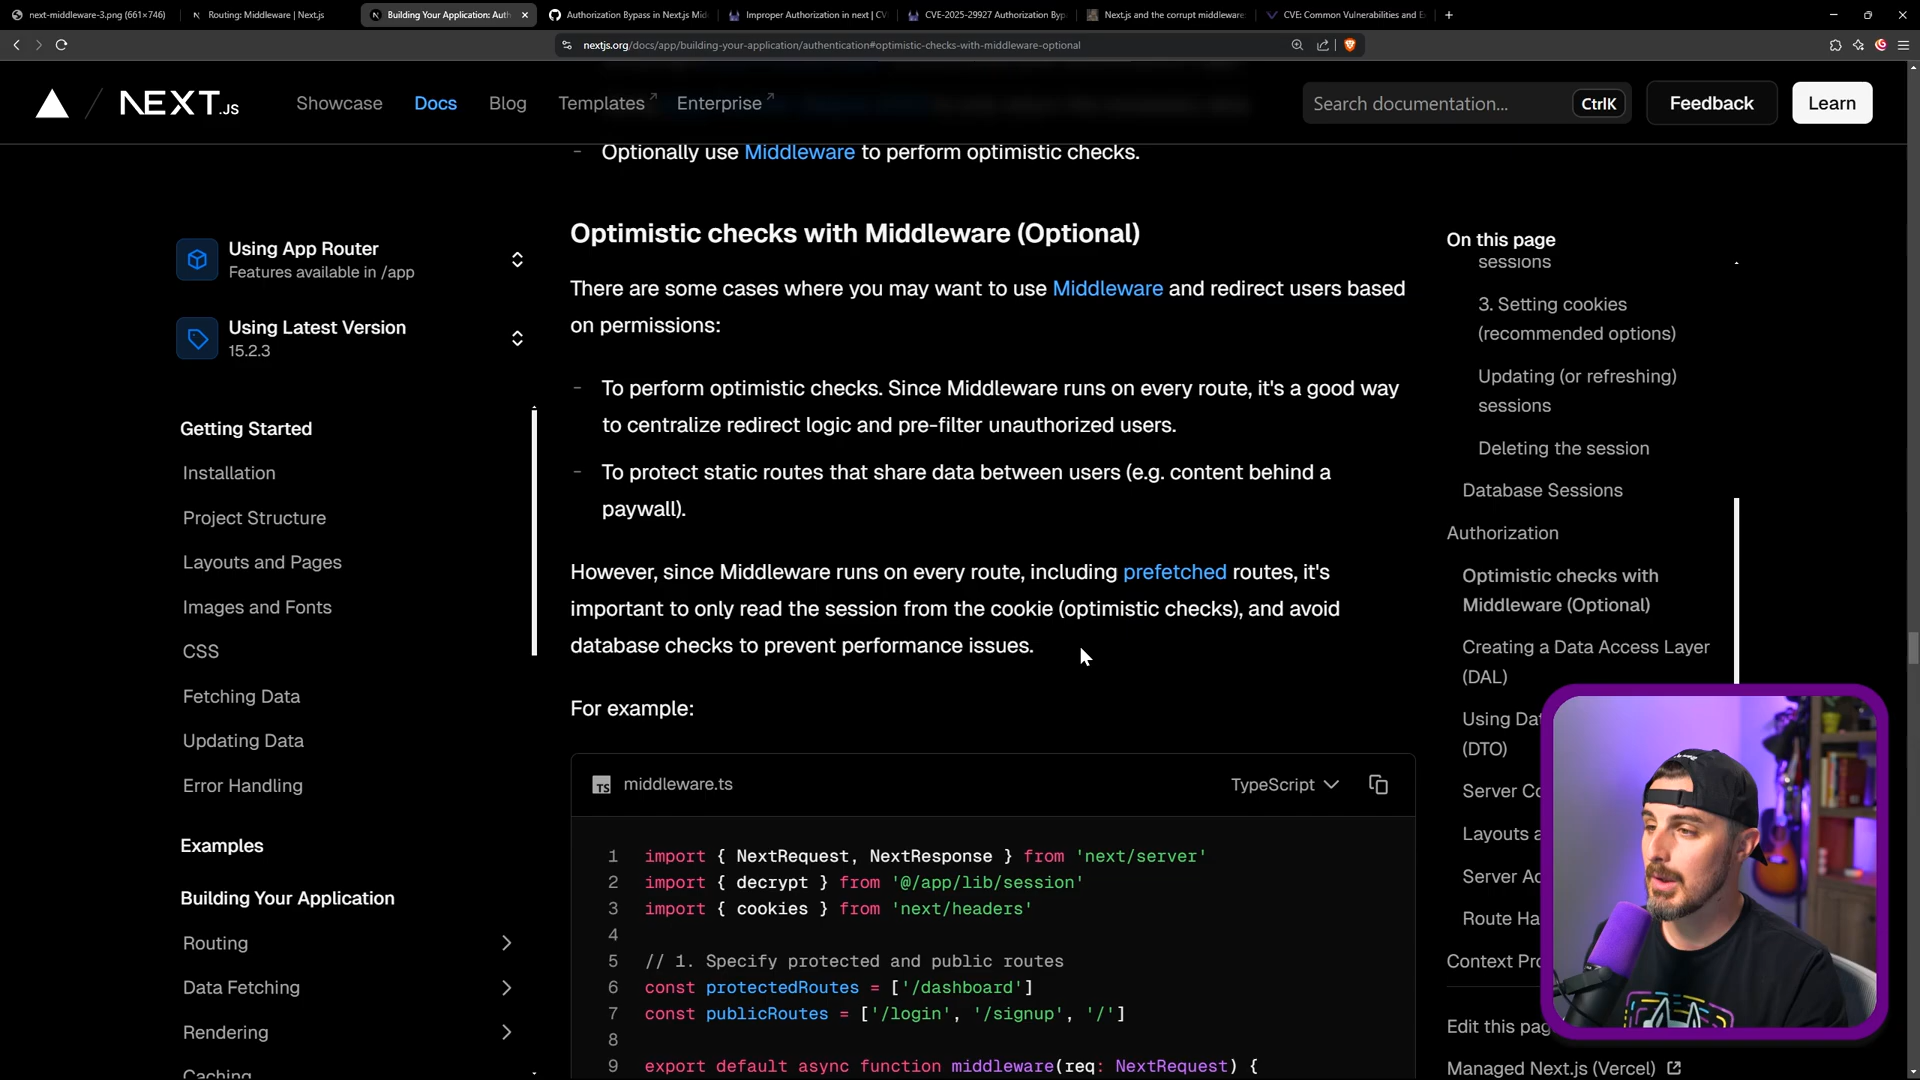 next-middleware-3.png (661×746)
Routing: Middleware | Next.js
Building Your Application: Auth
Authorization Bypass in Next.js Mid
Improper Authorization in next | CV
CVE-2025-29927 Authorization Byp
Next.js and the corrupt middleware
CVE: Common Vulnerabilities and E
nextjs.org/docs/app/building-your-application/authentication#optimistic-checks-with-middleware-optional
NEXT.JS
Showcase
Docs
Blog
Templates
Enterprise
Search documentation...
CtrlK
Feedback
Learn
- Optionally use Middleware to perform optimistic checks.
Using App Router
Features available in /app
Using Latest Version
15.2.3
Getting Started
Installation
Project Structure
Layouts and Pages
Images and Fonts
CSS
Fetching Data
Updating Data
Error Handling
Examples
Building Your Application
Routing
Data Fetching
Rendering
Caching
Optimistic checks with Middleware (Optional)
There are some cases where you may want to use Middleware and redirect users based
on permissions:
- To perform optimistic checks. Since Middleware runs on every route, it's a good way
to centralize redirect logic and pre-filter unauthorized users.
- To protect static routes that share data between users (e.g. content behind a
paywall).
However, since Middleware runs on every route, including prefetched routes, it's
important to only read the session from the cookie (optimistic checks), and avoid
database checks to prevent performance issues.
For example:
TS middleware.ts
TypeScript
1 import { NextRequest, NextResponse } from 'next/server'
2 import { decrypt } from '@/app/lib/session'
3 import { cookies } from 'next/headers'
4
5 // 1. Specify protected and public routes
6 const protectedRoutes = ['/dashboard']
7 const publicRoutes = ['/login', '/signup', '/']
8
9 export default async function middleware(req: NextRequest) {
On this page
sessions
3. Setting cookies
(recommended options)
Updating (or refreshing)
sessions
Deleting the session
Database Sessions
Authorization
Optimistic checks with
Middleware (Optional)
Creating a Data Access Layer
(DAL)
Using Da
(DTO)
Server Co
Layouts a
Server Ac
Route Ha
Context Pro
Edit this pag
Managed Next.js (Vercel)